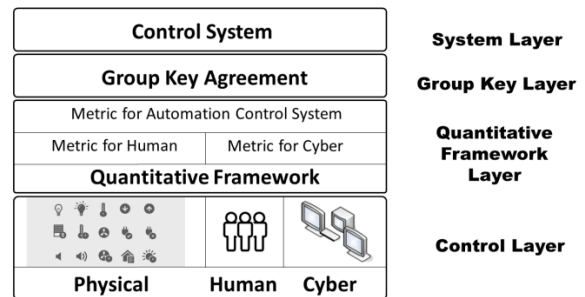 Control System
System Layer
Group Key Agreement
Group Key Layer
Metric for Automation Control System
Metric for Human
Metric for Cyber
Quantitative Framework
Quantitative
Framework
Layer
Control Layer
Physical
Human
Cyber